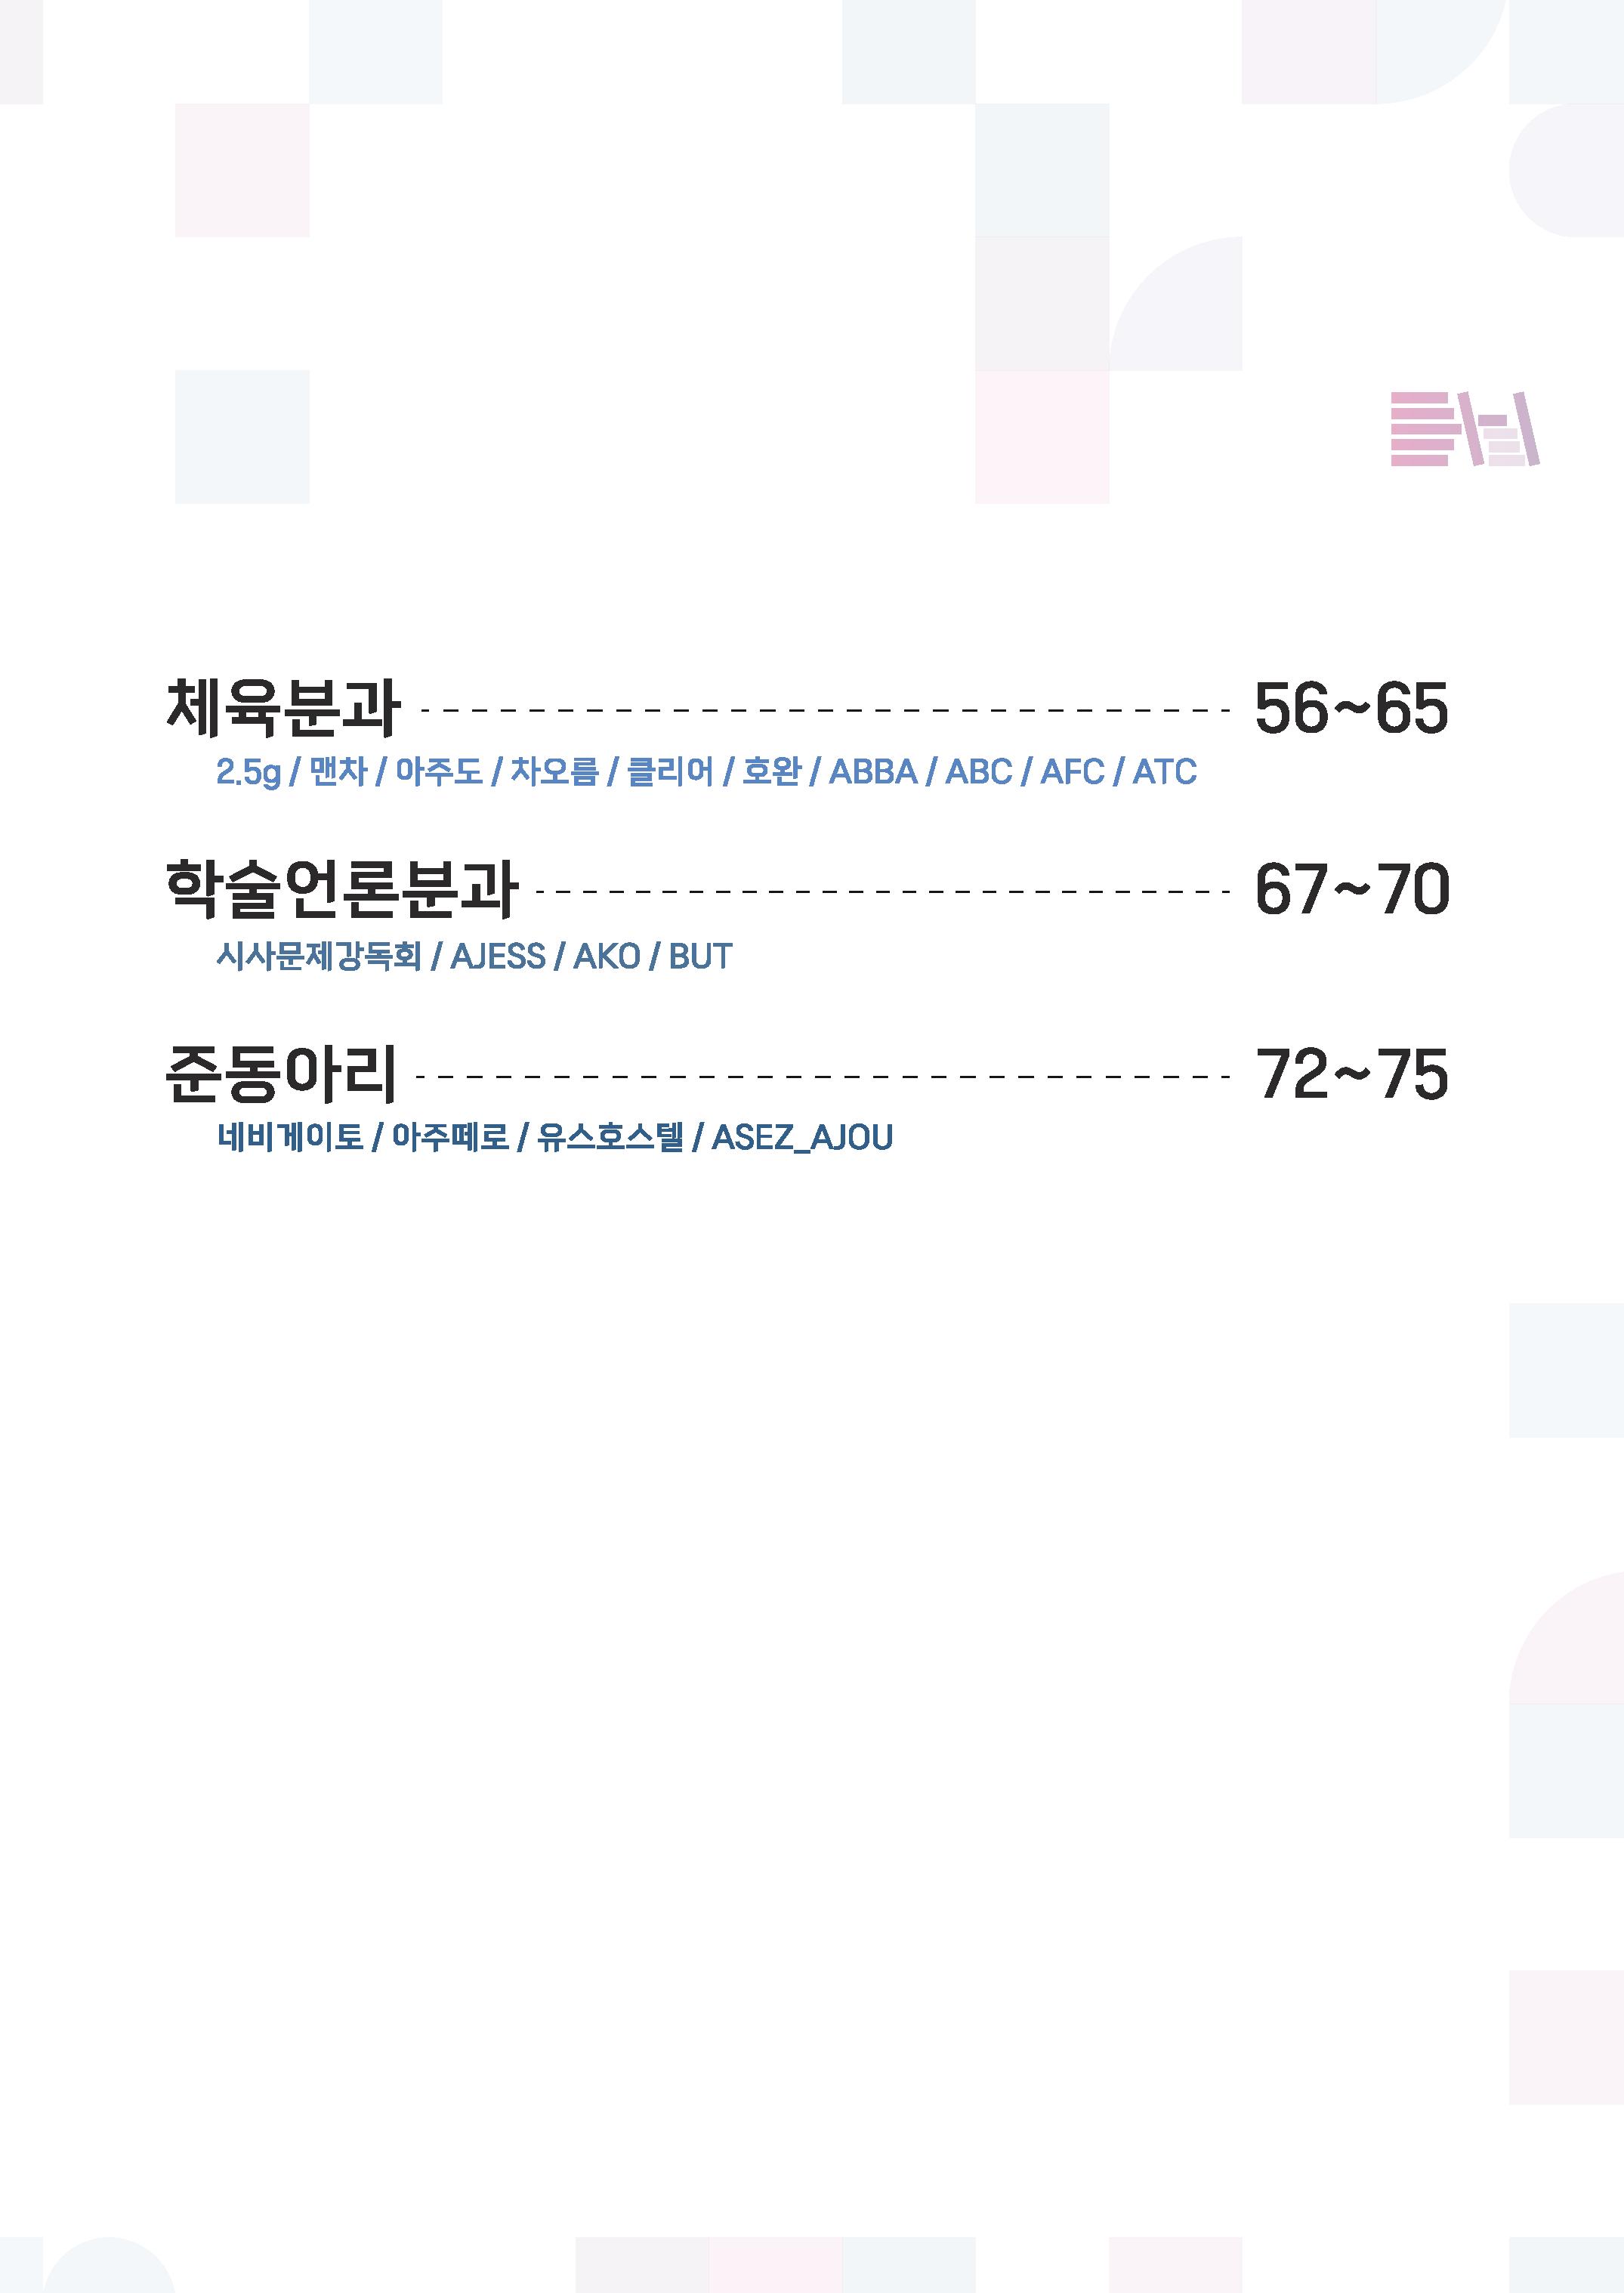 체육분과 56~65
2.5g / 맨차 / 아주도 / 차오름 / 클리어 / 호완 / ABBA / ABC / AFC / ATC
학술언론분과 67~70
시사문제강독회 / AJESS / AKO / BUT
준동아리 72~75
네비게이토 / 아주떼로 / 유스호스텔 / ASEZ_AJOU